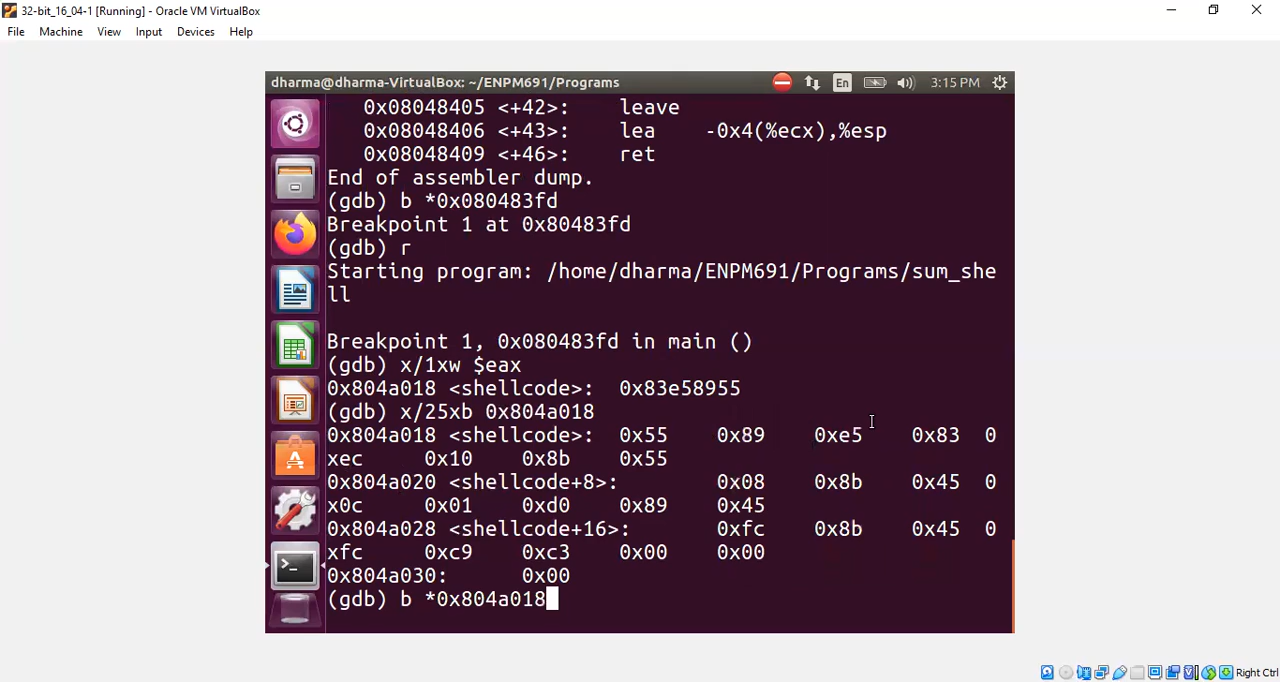 32-bit_16_04-1 [Running] - Oracle VM VirtualBox
File Machine View Input Devices Help
dharma@dharma-VirtualBox: ~/ENPM691/Programs En 3:15 PM
0x08048405 <+42>: leave
0x08048406 <+43>: lea -0x4(%ecx),%esp
0x08048409 <+46>: ret
End of assembler dump.
(gdb) b *0x080483fd
Breakpoint 1 at 0x80483fd
(gdb) r
Starting program: /home/dharma/ENPM691/Programs/sum_she
ll
Breakpoint 1, 0x080483fd in main ()
(gdb) x/1xw $eax
0x804a018 <shellcode>: 0x83e58955
(gdb) x/25xb 0x804a018
0x804a018 <shellcode>: 0x55 0x89 0xe5 0x83 0
xec 0x10 0x8b 0x55
0x804a020 <shellcode+8>: 0x08 0x8b 0x45 0
x0c 0x01 0xd0 0x89 0x45
0x804a028 <shellcode+16>: 0xfc 0x8b 0x45 0
xfc 0xc9 0xc3 0x00 0x00
0x804a030: 0x00
(gdb) b *0x804a018
Right Ctrl